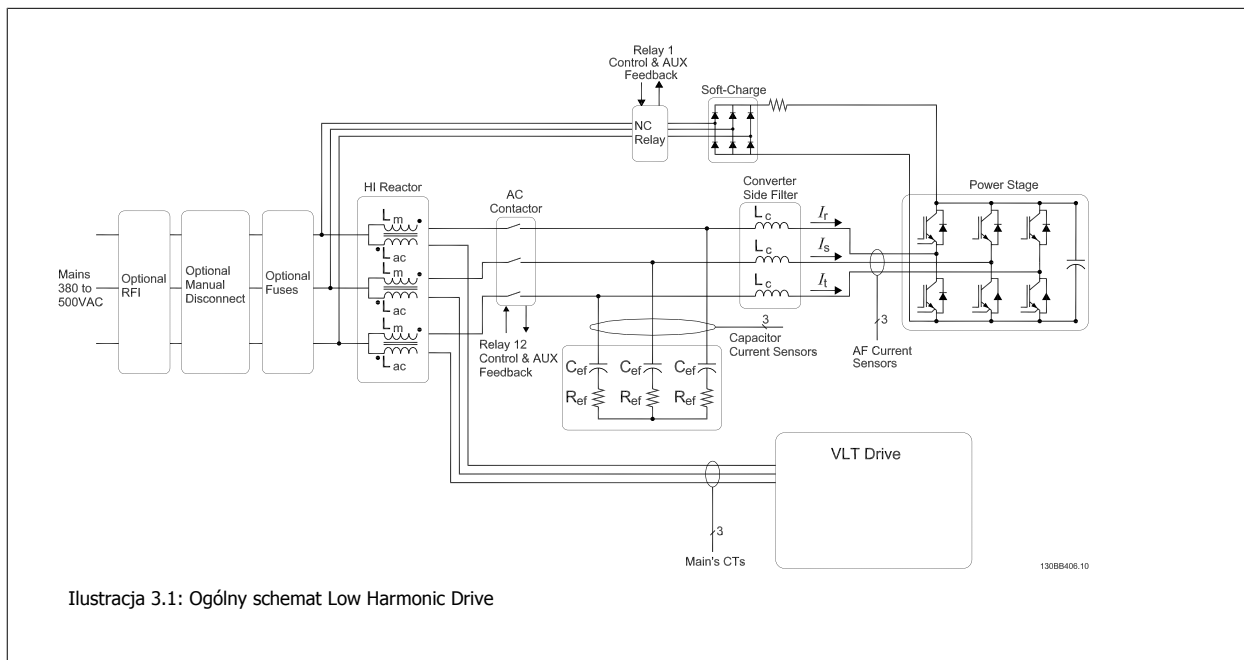 Relay 1
Control & AUX
Feedback
Soft-Charge
NC
Relay
HI Reactor
AC
Contactor
Converter
Side Filter
Power Stage
Mains
380 to
500VAC
Optional
RFI
Optional
Manual
Disconnect
Optional
Fuses
Lm
Lac
Lm
Lac
Lm
Lac
Lc
Lc
Lc
Ir
Is
It
Relay 12
Control & AUX
Feedback
3
Capacitor
Current Sensors
3
AF Current
Sensors
Cef
Cef
Cef
Ref
Ref
Ref
VLT Drive
3
Main's CTs
130BB406.10
Ilustracja 3.1: Ogólny schemat Low Harmonic Drive